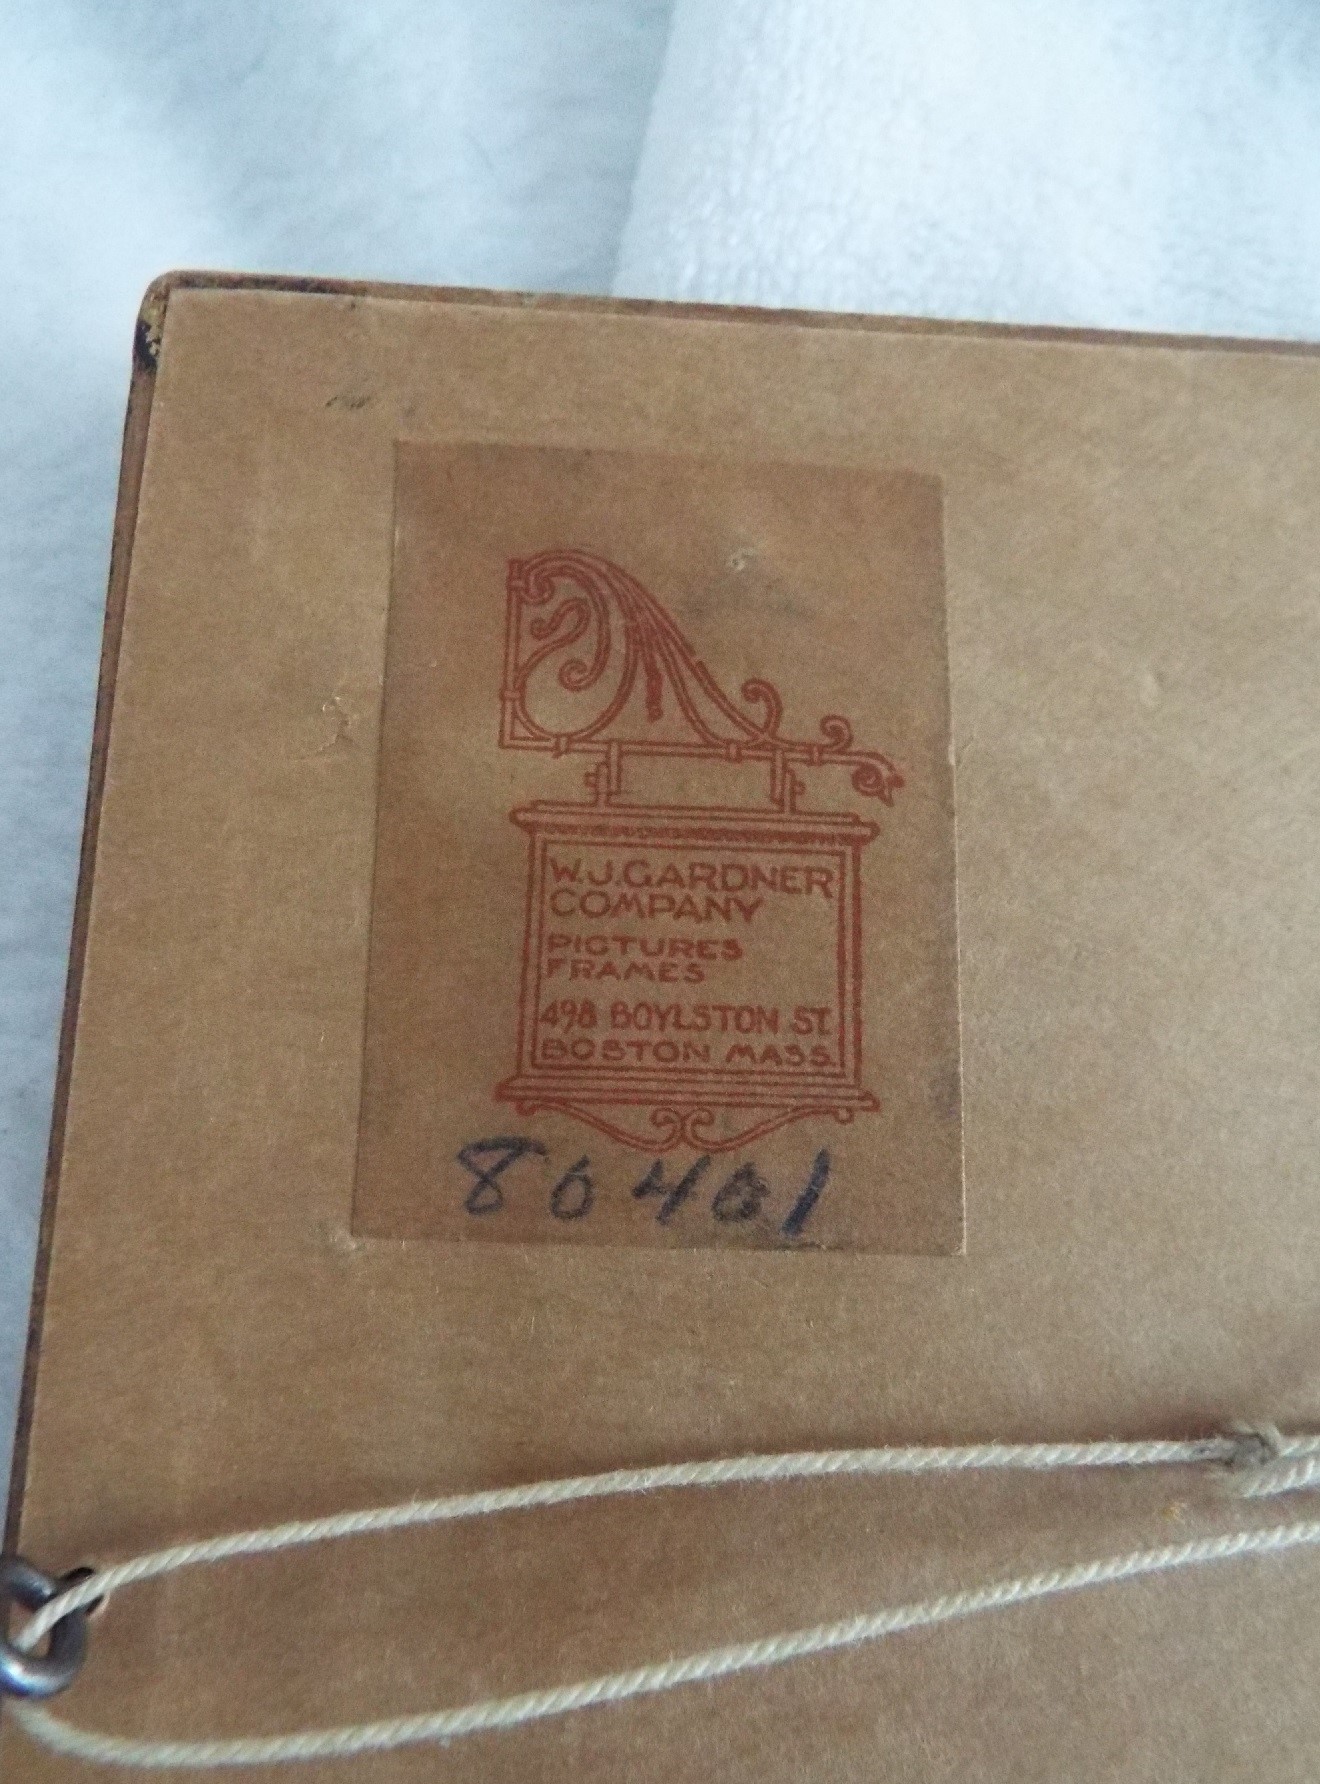 W.J.GARDNER
COMPANY
PICTURES
FRAMES
498 BOYLSTON ST.
BOSTON MASS.
80401